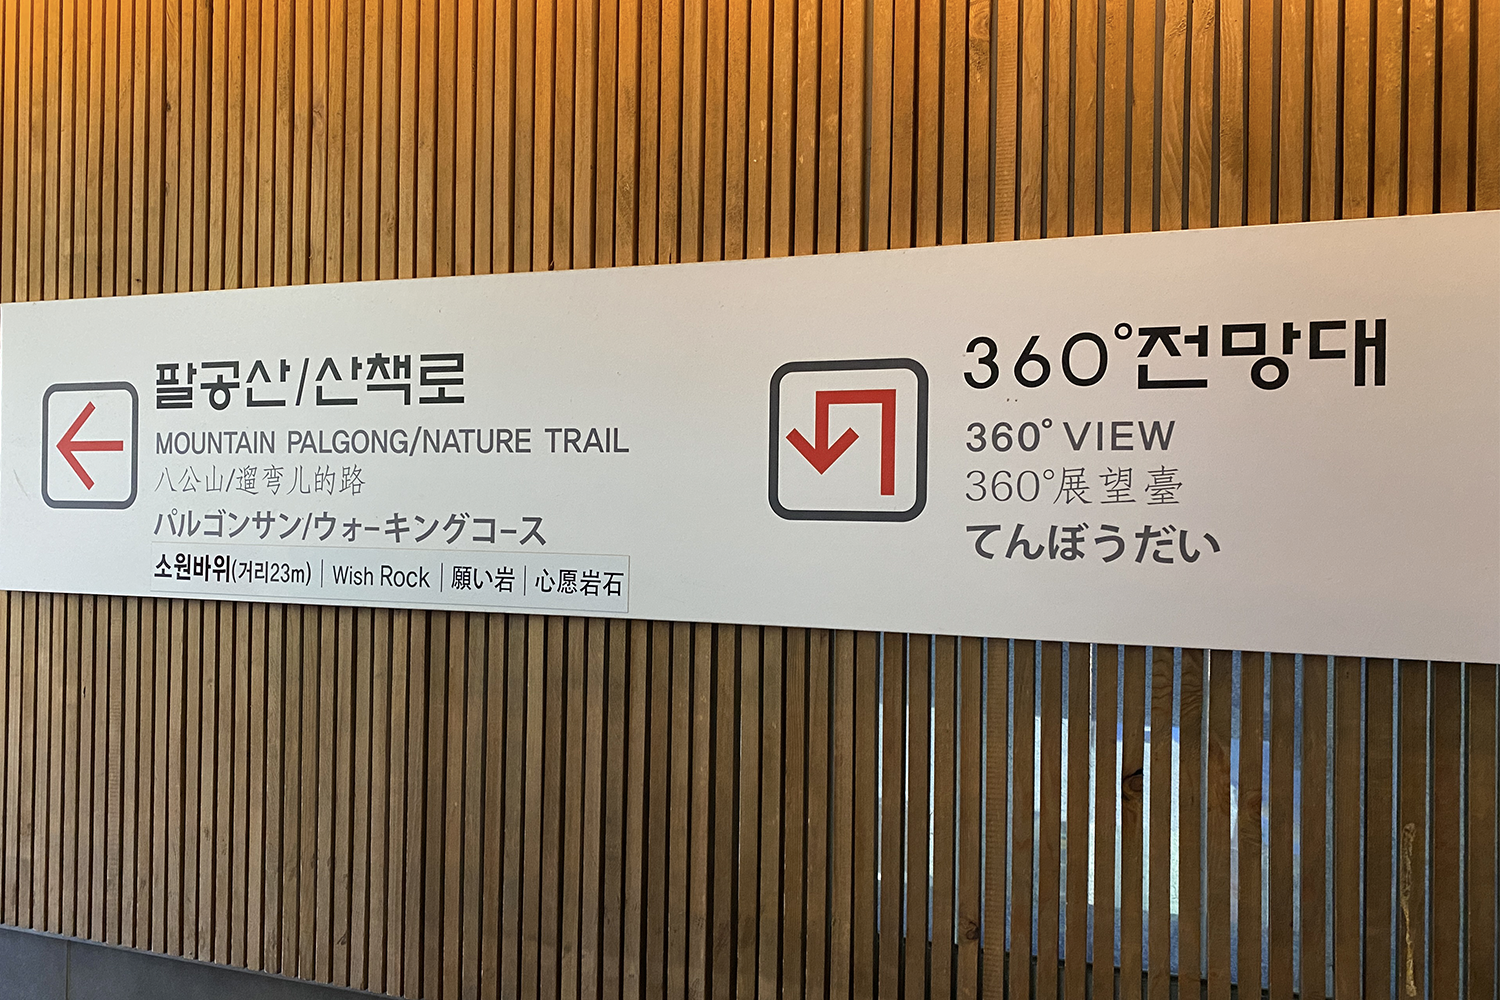 팔공산/산책로
MOUNTAIN PALGONG/NATURE TRAIL
八公山/遛弯儿的路
パルゴンサン/ウォーキングコース
소원바위(거리23m) | Wish Rock | 願い岩 | 心愿岩石
360°전망대
360° VIEW
360°展望臺
てんぼうだい